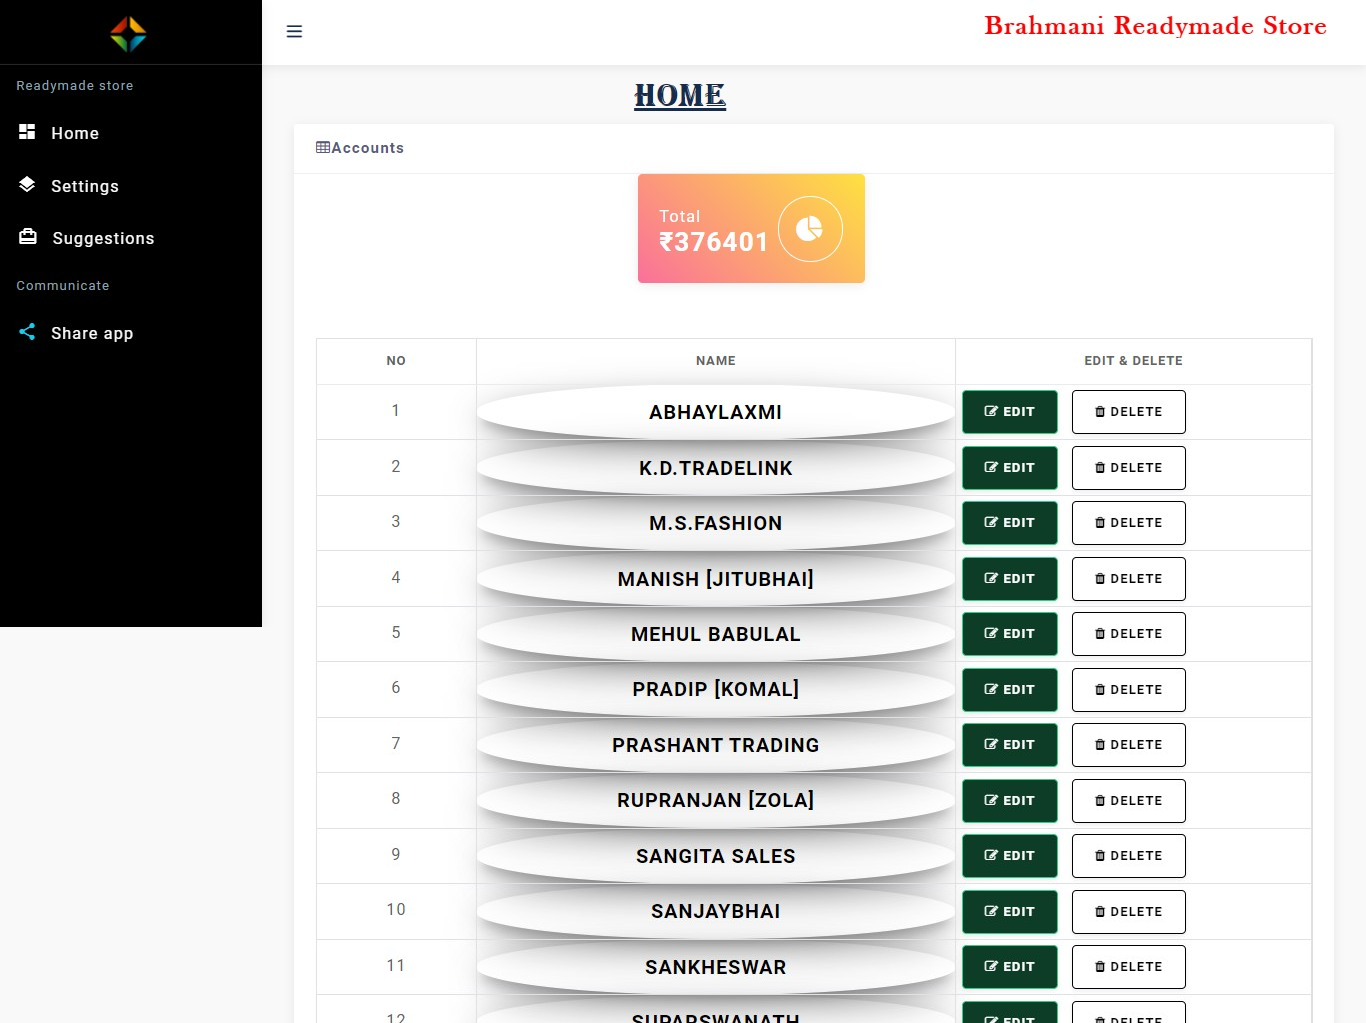 Brahmani Readymade Store
Readymade store
Home
Settings
Suggestions
Communicate
Share app
HOME
Accounts
Total
₹376401
NO NAME EDIT & DELETE
1 ABHAYLAXMI EDIT DELETE
2 K.D.TRADELINK EDIT DELETE
3 M.S.FASHION EDIT DELETE
4 MANISH [JITUBHAI] EDIT DELETE
5 MEHUL BABULAL EDIT DELETE
6 PRADIP [KOMAL] EDIT DELETE
7 PRASHANT TRADING EDIT DELETE
8 RUPRANJAN [ZOLA] EDIT DELETE
9 SANGITA SALES EDIT DELETE
10 SANJAYBHAI EDIT DELETE
11 SANKHESWAR EDIT DELETE
12 SUPARSWANATH EDIT DELETE